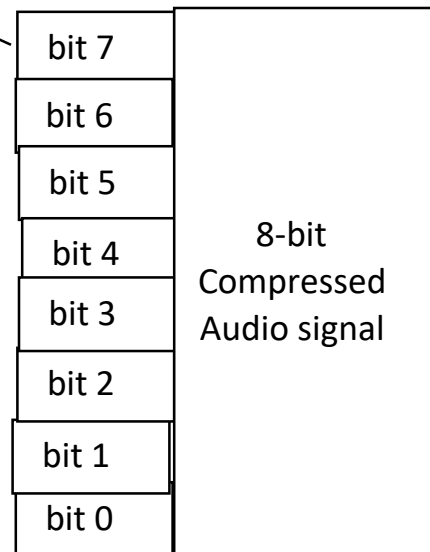 bit 7
bit 6
bit 5
bit 4
bit 3
bit 2
bit 1
bit 0
8-bit
Compressed
Audio signal